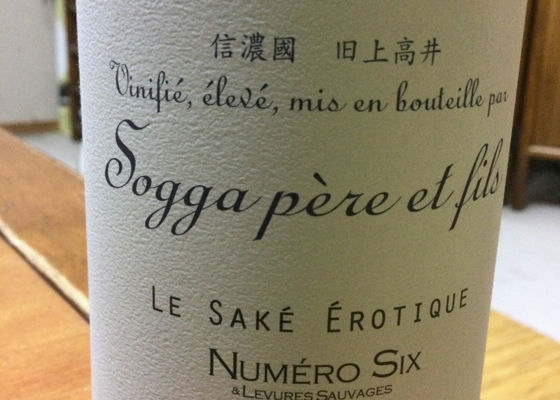 信濃國　旧上高井
Vinifié, élevé, mis en bouteille par
Sogga père et fils
LE SAKÉ ÉROTIQUE
NUMÉRO SIX
& LEVURES SAUVAGES